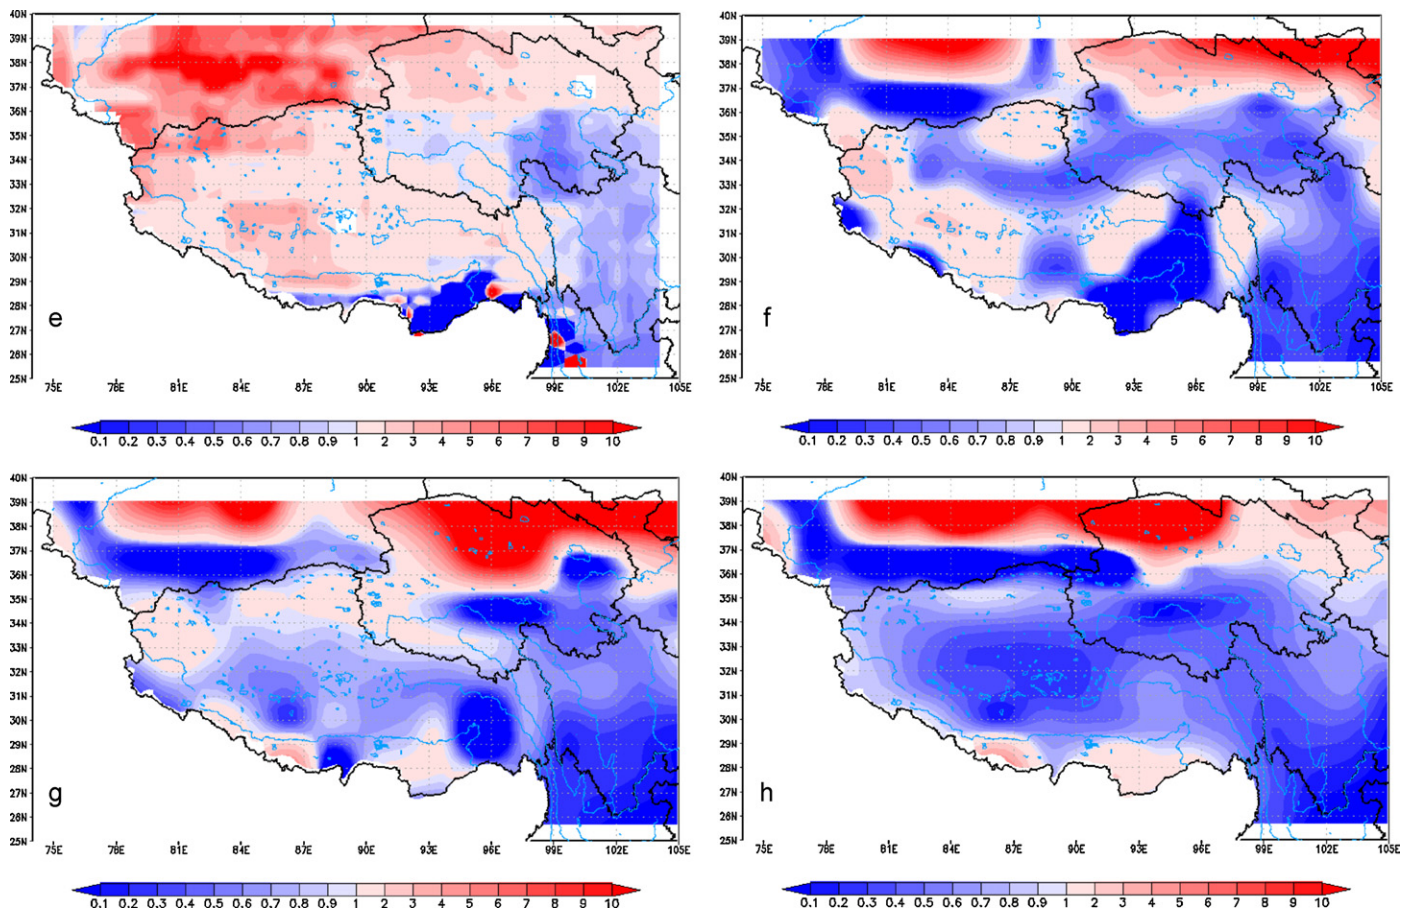 40N
39N
38N
37N
36N
35N
34N
33N
32N
31N
30N
29N
28N
27N
26N
25N
75E 78E 81E 84E 87E 90E 93E 96E 99E 102E 105E
e
0.1 0.2 0.3 0.4 0.5 0.6 0.7 0.8 0.9 1 2 3 4 5 6 7 8 9 10
40N
39N
38N
37N
36N
35N
34N
33N
32N
31N
30N
29N
28N
27N
26N
25N
75E 78E 81E 84E 87E 90E 93E 96E 99E 102E 105E
f
0.1 0.2 0.3 0.4 0.5 0.6 0.7 0.8 0.9 1 2 3 4 5 6 7 8 9 10
40N
39N
38N
37N
36N
35N
34N
33N
32N
31N
30N
29N
28N
27N
26N
25N
75E 78E 81E 84E 87E 90E 93E 96E 99E 102E 105E
g
0.1 0.2 0.3 0.4 0.5 0.6 0.7 0.8 0.9 1 2 3 4 5 6 7 8 9 10
40N
39N
38N
37N
36N
35N
34N
33N
32N
31N
30N
29N
28N
27N
26N
25N
75E 78E 81E 84E 87E 90E 93E 96E 99E 102E 105E
h
0.1 0.2 0.3 0.4 0.5 0.6 0.7 0.8 0.9 1 2 3 4 5 6 7 8 9 10